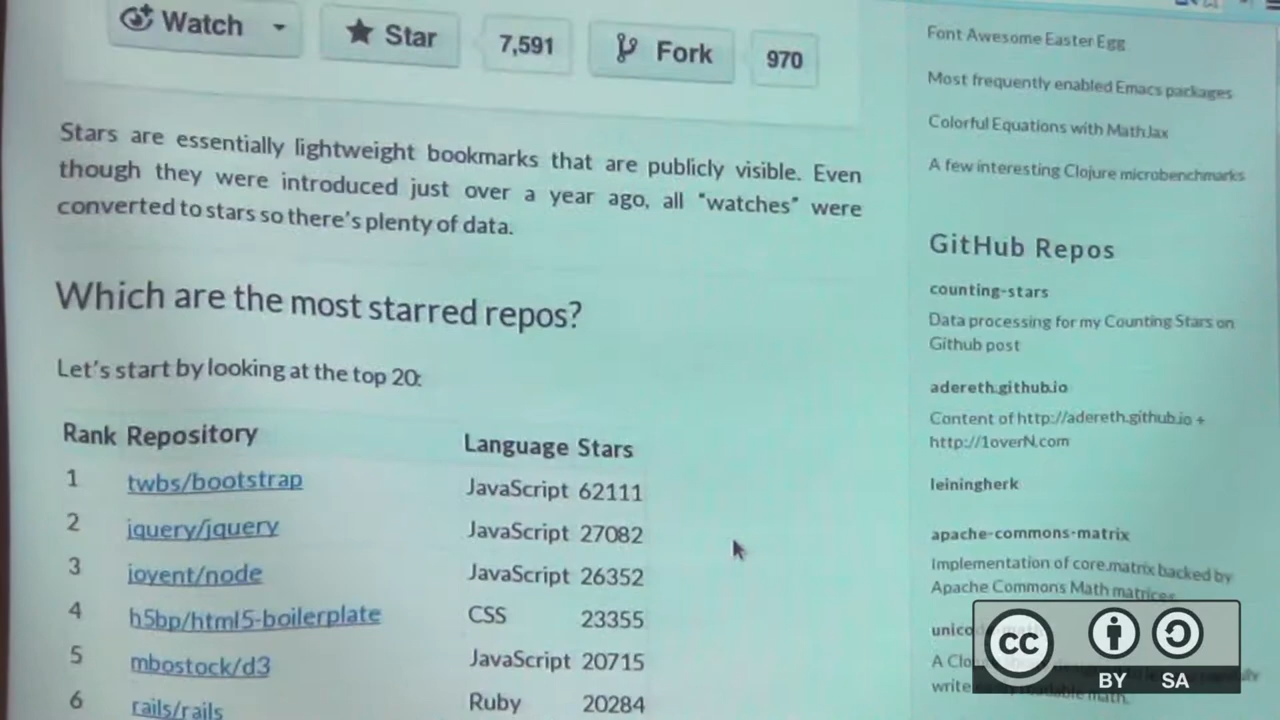 Watch
Star
7,591
Fork
970
Stars are essentially lightweight bookmarks that are publicly visible. Even
though they were introduced just over a year ago, all "watches" were
converted to stars so there's plenty of data.
Which are the most starred repos?
Let's start by looking at the top 20:
Rank Repository Language Stars
1 twbs/bootstrap JavaScript 62111
2 jquery/jquery JavaScript 27082
3 joyent/node JavaScript 26352
4 h5bp/html5-boilerplate CSS 23355
5 mbostock/d3 JavaScript 20715
6 rails/rails Ruby 20284
Font Awesome Easter Egg
Most frequently enabled Emacs packages
Colorful Equations with MathJax
A few interesting Clojure microbenchmarks
GitHub Repos
counting-stars
Data processing for my Counting Stars on
Github post
adereth.github.io
Content of http://adereth.github.io +
http://1overN.com
leiningherk
apache-commons-matrix
Implementation of core.matrix backed by
Apache Commons Math matrices
A
write readable math.
CC
BY SA